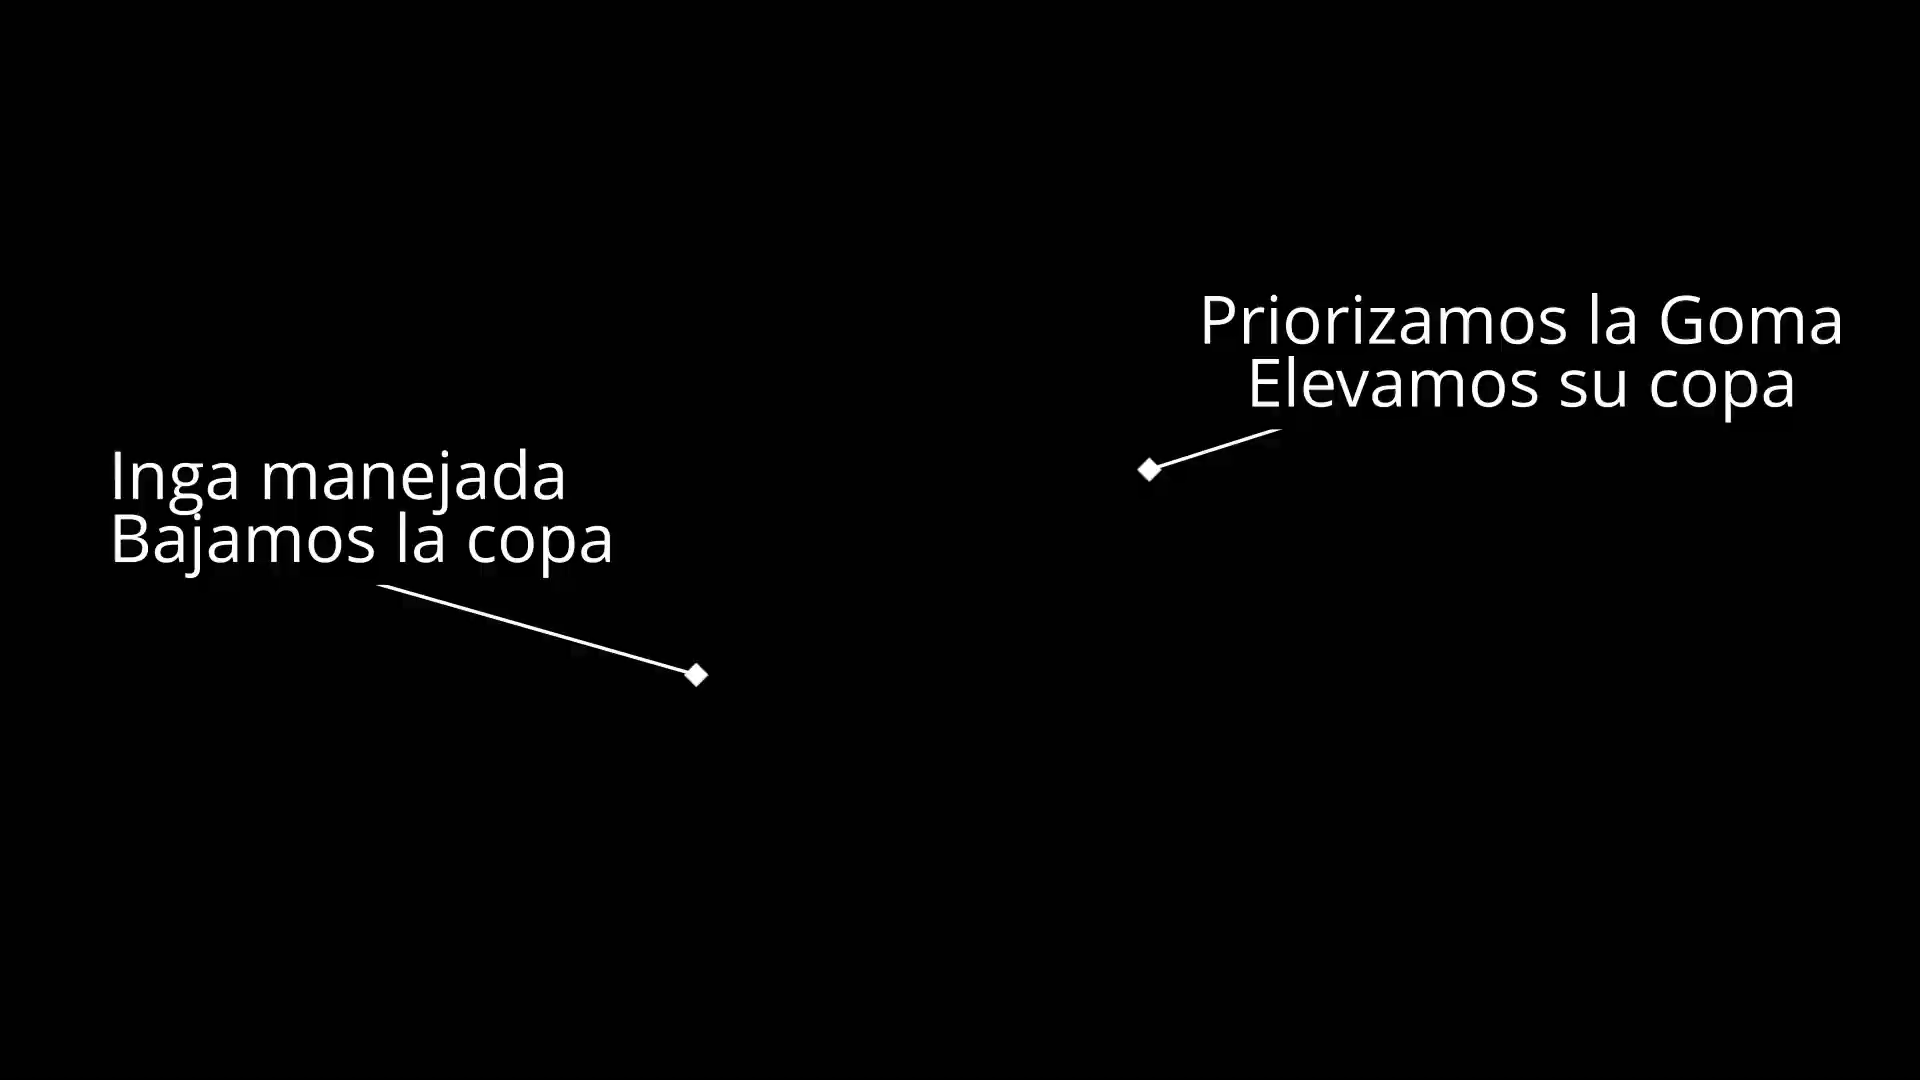 Priorizamos la Goma
Elevamos su copa
Inga manejada
Bajamos la copa